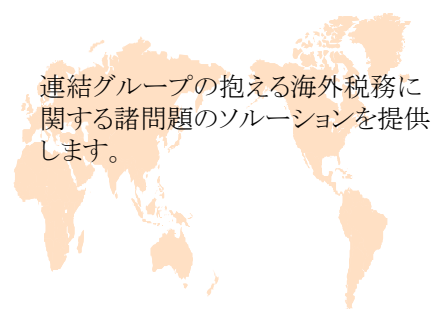 連結グループの抱える海外税務に
関する諸問題のソルーションを提供
します。